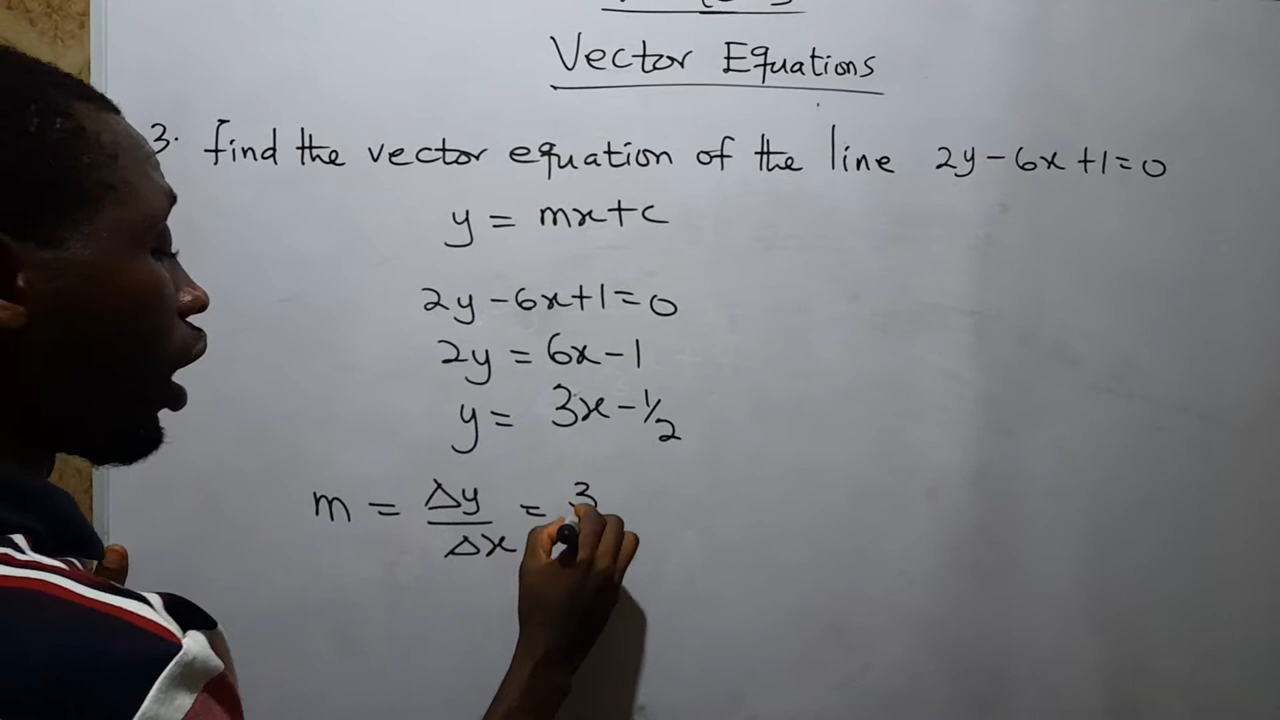 Vector Equations
3. find the vector equation of the line 2y - 6x + 1 = 0
y = mx + c
2y - 6x + 1 = 0
2y = 6x - 1
y = 3x - 1/2
m = Δy/Δx = 3